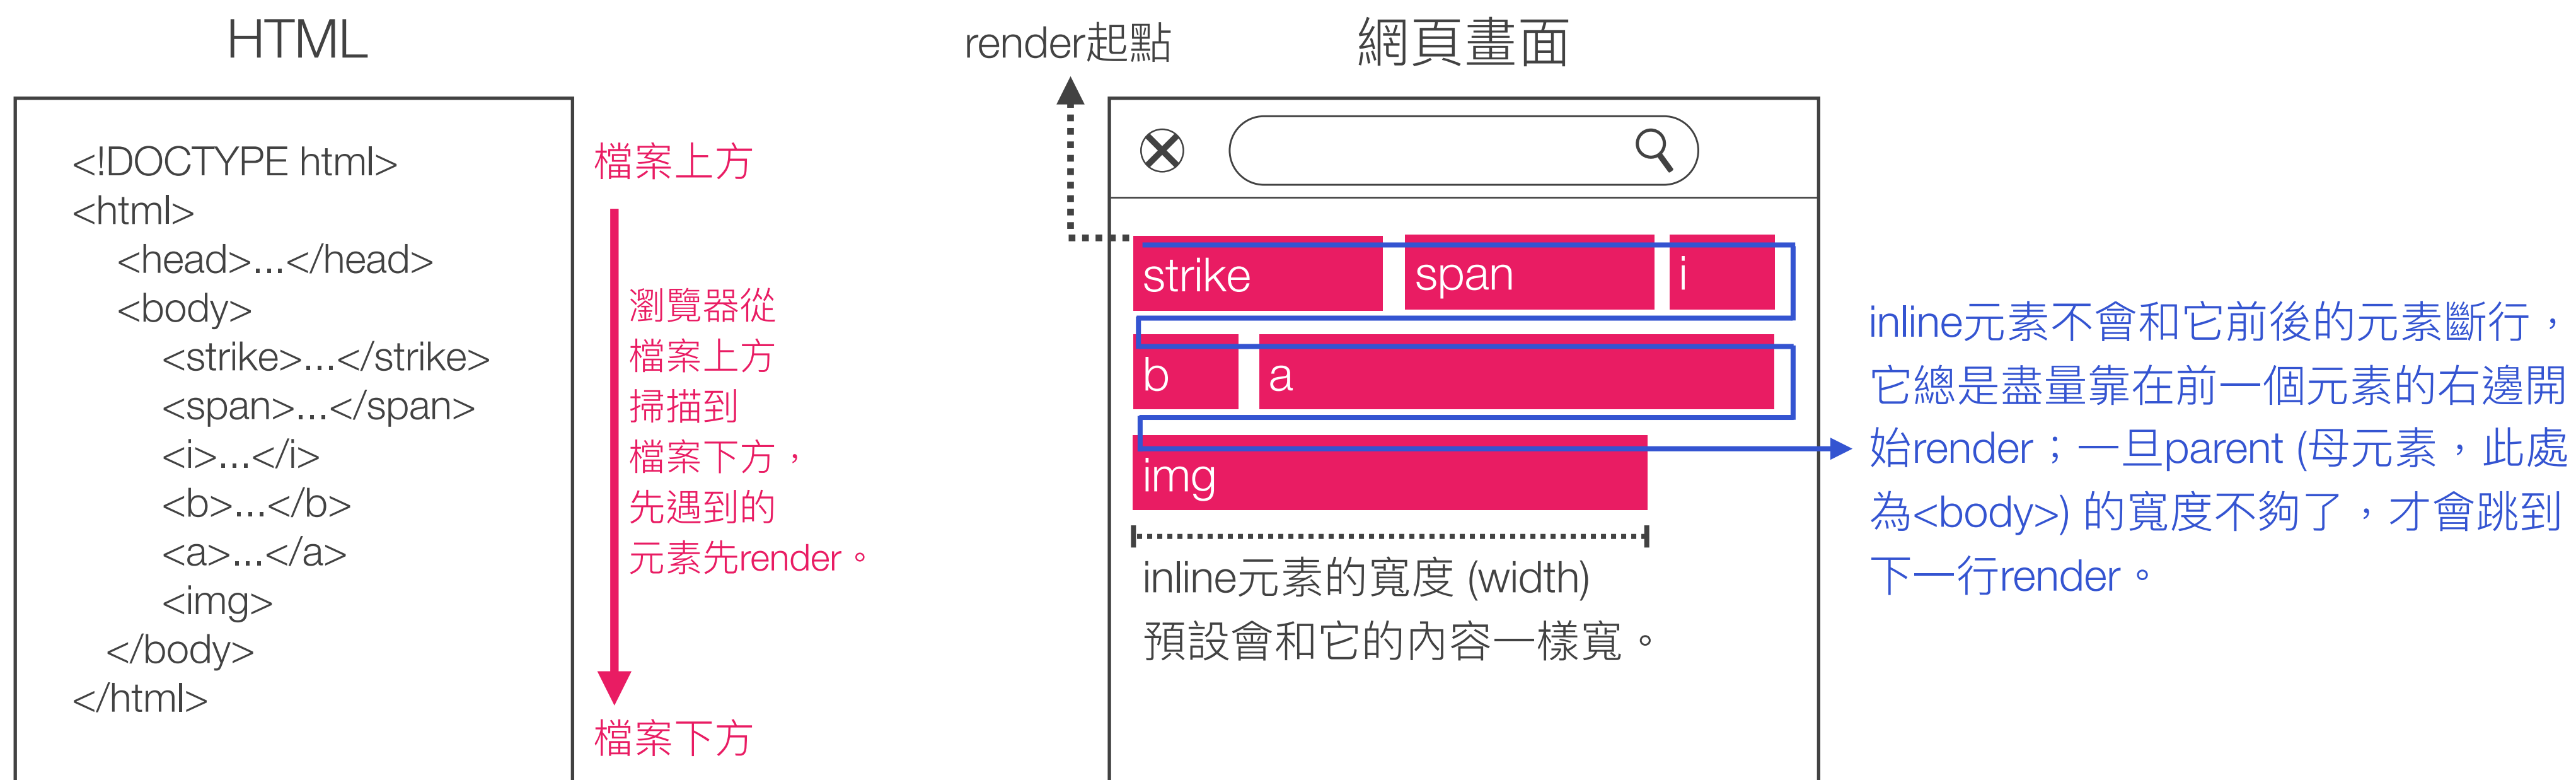 HTML
<!DOCTYPE html>
<html>
<head>...</head>
<body>
<strike>...</strike>
<span>...</span>
<i>...</i>
<b>...</b>
<a>...</a>
<img>
</body>
</html>
檔案上方
瀏覽器從
檔案上方
掃描到
檔案下方，
先遇到的
元素先render。
檔案下方
render起點
網頁畫面
strike
span
i
b
a
img
inline元素的寬度 (width)
預設會和它的內容一樣寬。
inline元素不會和它前後的元素斷行，
它總是盡量靠在前一個元素的右邊開
始render；一旦parent (母元素，此處
為<body>) 的寬度不夠了，才會跳到
下一行render。